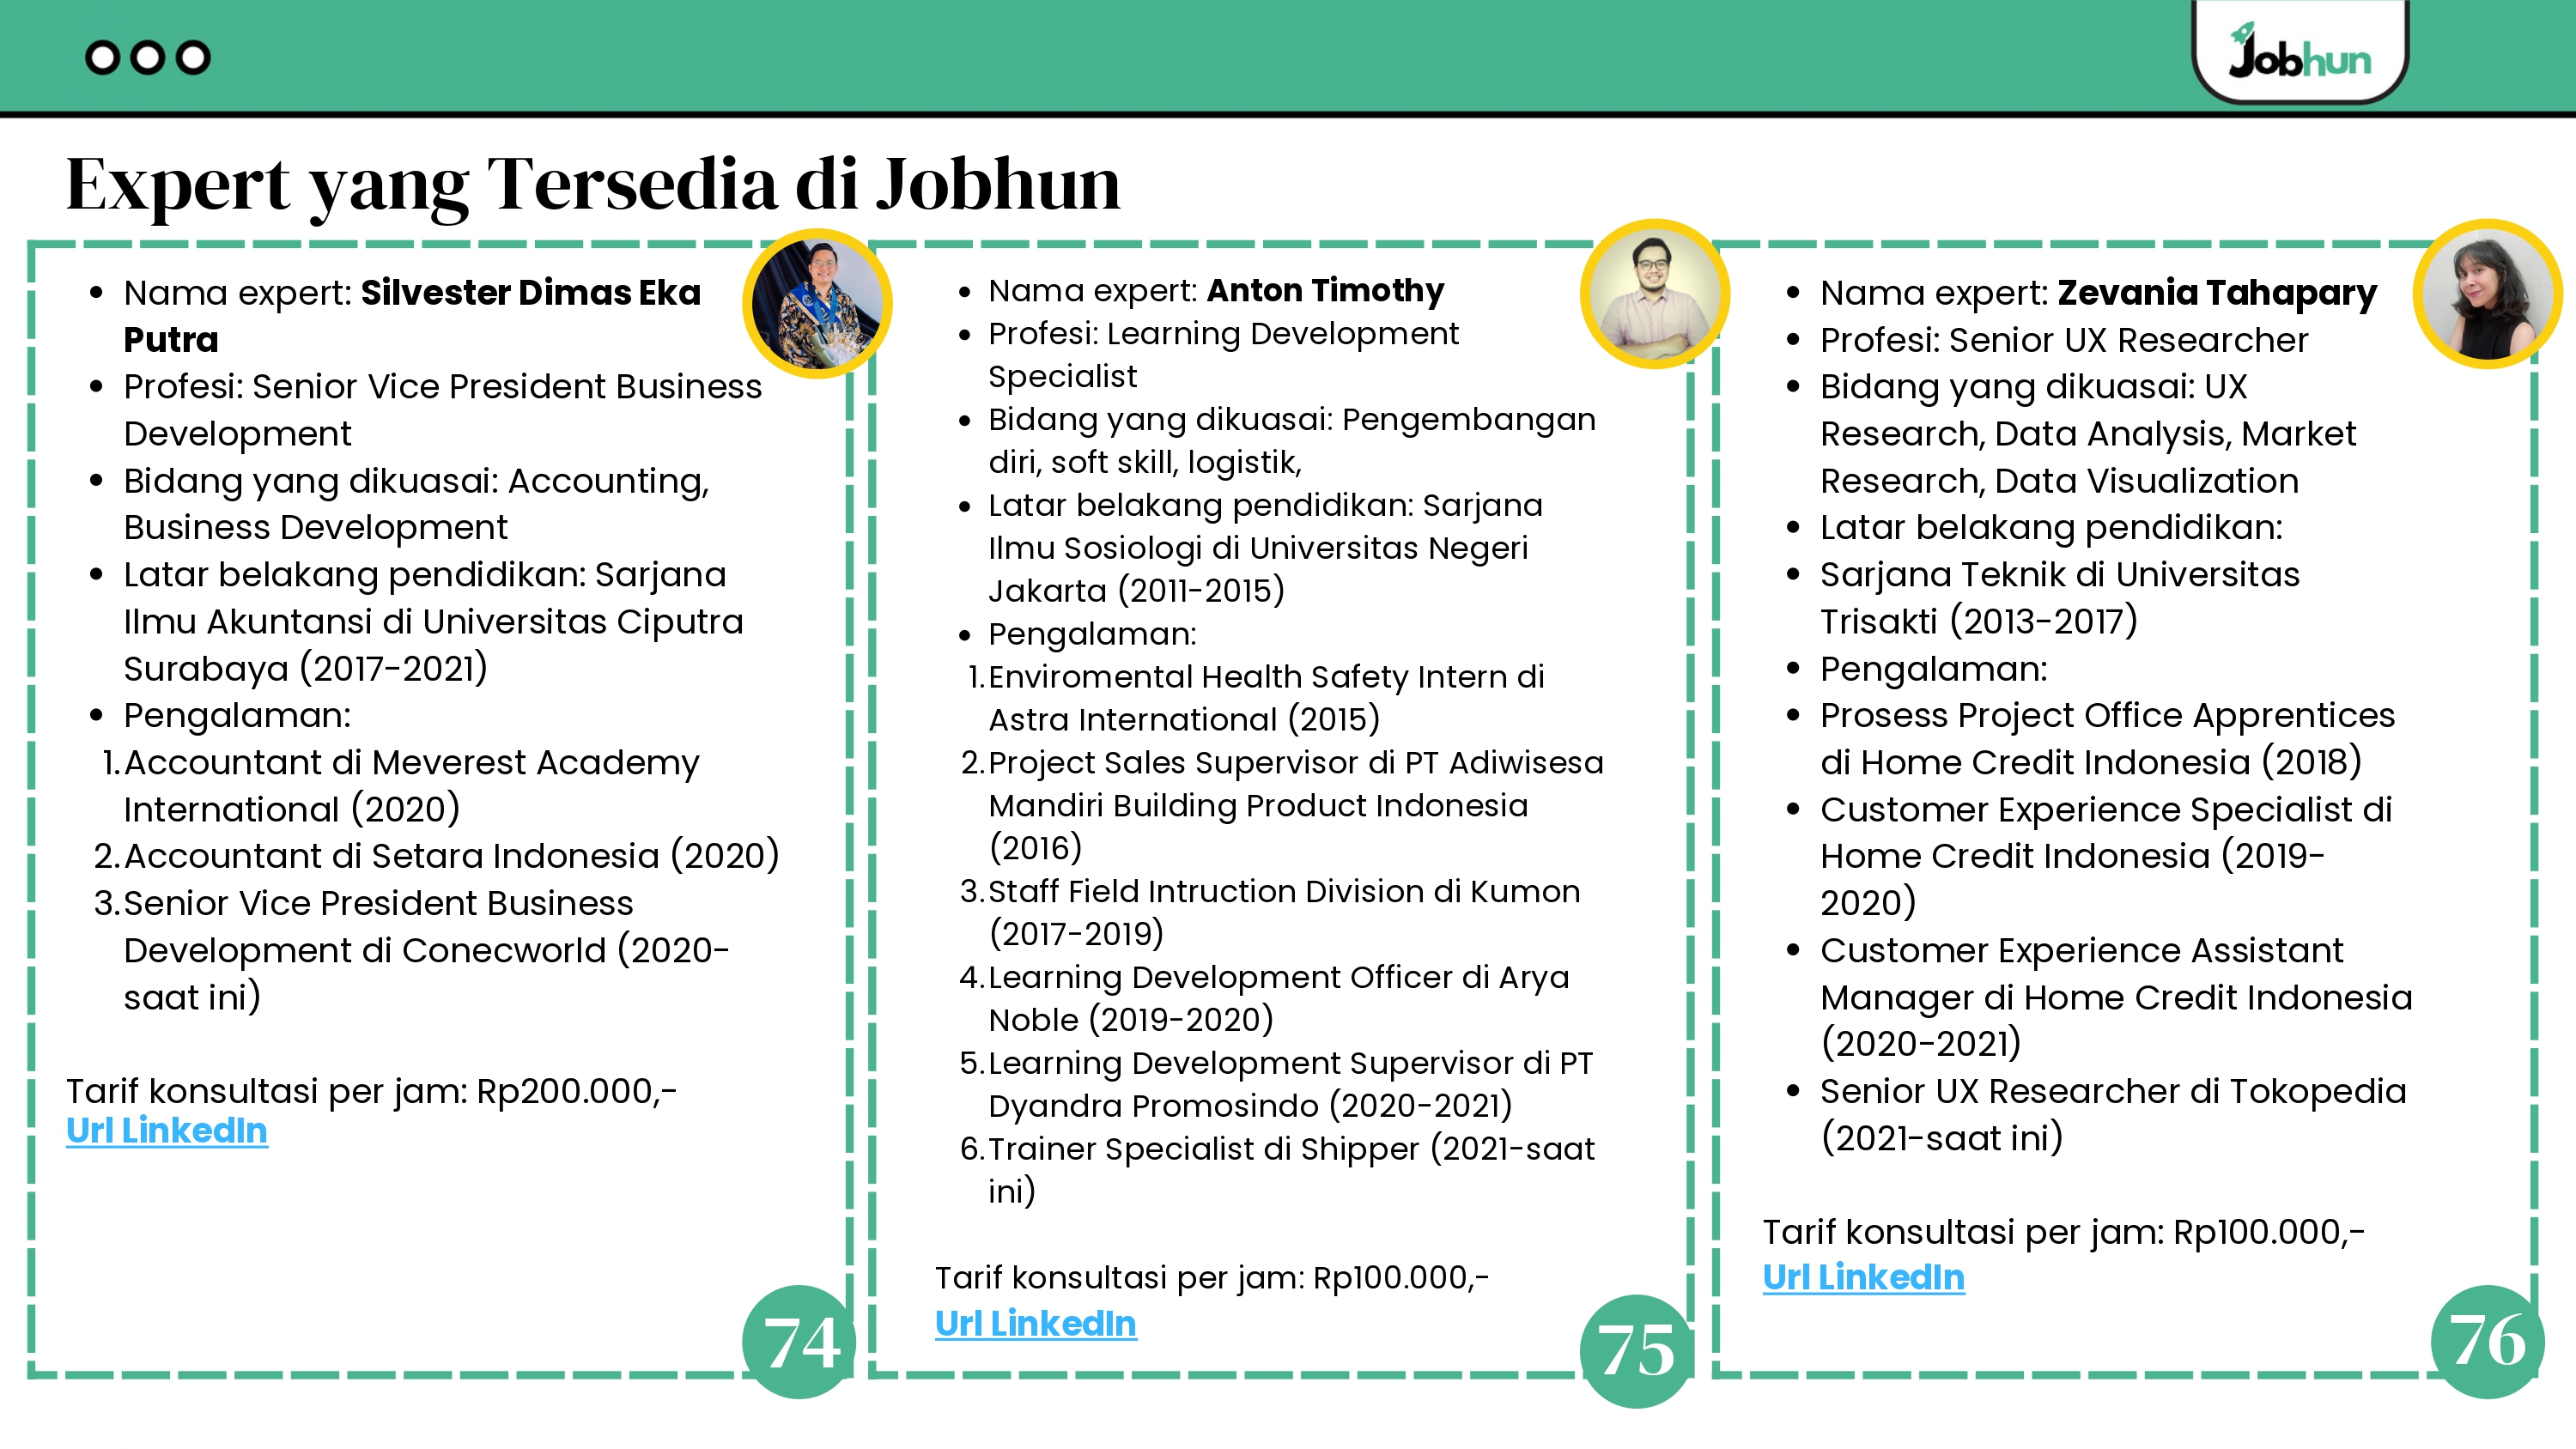 Jobhun
Expert yang Tersedia di Jobhun
• Nama expert: Silvester Dimas Eka
Putra
• Profesi: Senior Vice President Business
Development
• Bidang yang dikuasai: Accounting,
Business Development
• Latar belakang pendidikan: Sarjana
Ilmu Akuntansi di Universitas Ciputra
Surabaya (2017-2021)
• Pengalaman:
1. Accountant di Meverest Academy
International (2020)
2. Accountant di Setara Indonesia (2020)
3. Senior Vice President Business
Development di Conecworld (2020-
saat ini)
Tarif konsultasi per jam: Rp200.000,-
Url LinkedIn
74
• Nama expert: Anton Timothy
• Profesi: Learning Development
Specialist
• Bidang yang dikuasai: Pengembangan
diri, soft skill, logistik,
• Latar belakang pendidikan: Sarjana
Ilmu Sosiologi di Universitas Negeri
Jakarta (2011-2015)
• Pengalaman:
1. Enviromental Health Safety Intern di
Astra International (2015)
2. Project Sales Supervisor di PT Adiwisesa
Mandiri Building Product Indonesia
(2016)
3. Staff Field Intruction Division di Kumon
(2017-2019)
4. Learning Development Officer di Arya
Noble (2019-2020)
5. Learning Development Supervisor di PT
Dyandra Promosindo (2020-2021)
6. Trainer Specialist di Shipper (2021-saat
ini)
Tarif konsultasi per jam: Rp100.000,-
Url LinkedIn
75
• Nama expert: Zevania Tahapary
• Profesi: Senior UX Researcher
• Bidang yang dikuasai: UX
Research, Data Analysis, Market
Research, Data Visualization
• Latar belakang pendidikan:
• Sarjana Teknik di Universitas
Trisakti (2013-2017)
• Pengalaman:
• Prosess Project Office Apprentices
di Home Credit Indonesia (2018)
• Customer Experience Specialist di
Home Credit Indonesia (2019-
2020)
• Customer Experience Assistant
Manager di Home Credit Indonesia
(2020-2021)
• Senior UX Researcher di Tokopedia
(2021-saat ini)
Tarif konsultasi per jam: Rp100.000,-
Url LinkedIn
76